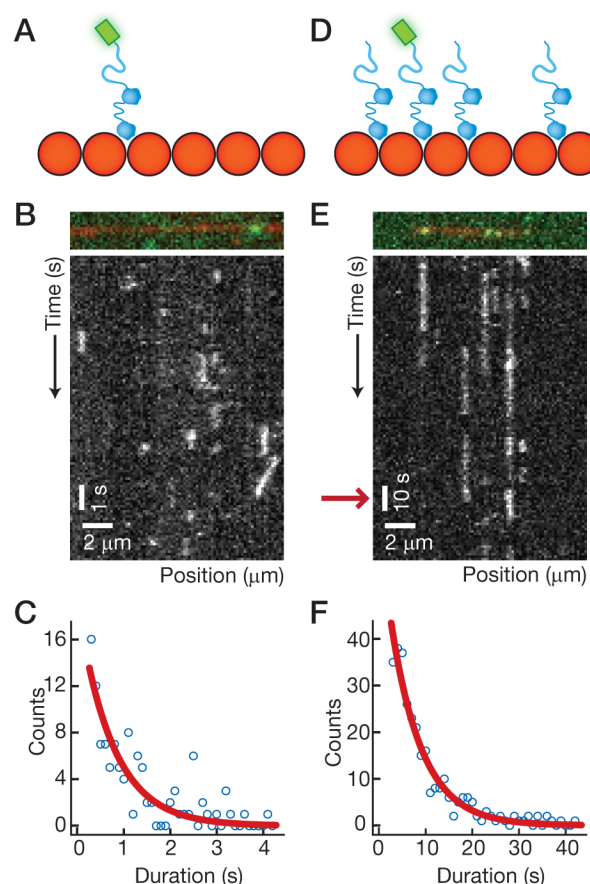 A
D
B
E
Time (s)
Time (s)
1 s
10 s
2 μm
2 μm
Position (μm)
Position (μm)
C
F
16
12
8
4
0
Counts
0 1 2 3 4
Duration (s)
40
30
20
10
0
Counts
0 10 20 30 40
Duration (s)